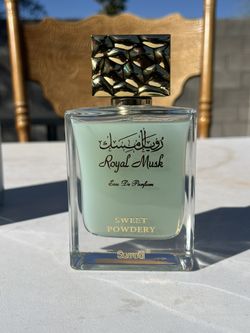 رويال مسك
Royal Musk
Eau De Parfum
SWEET
POWDERY
Surrati